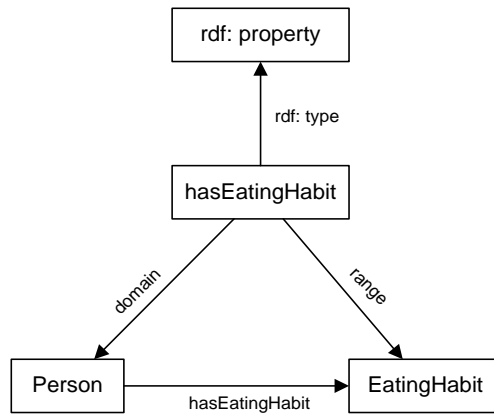 rdf: property
rdf: type
hasEatingHabit
domain
range
Person
hasEatingHabit
EatingHabit